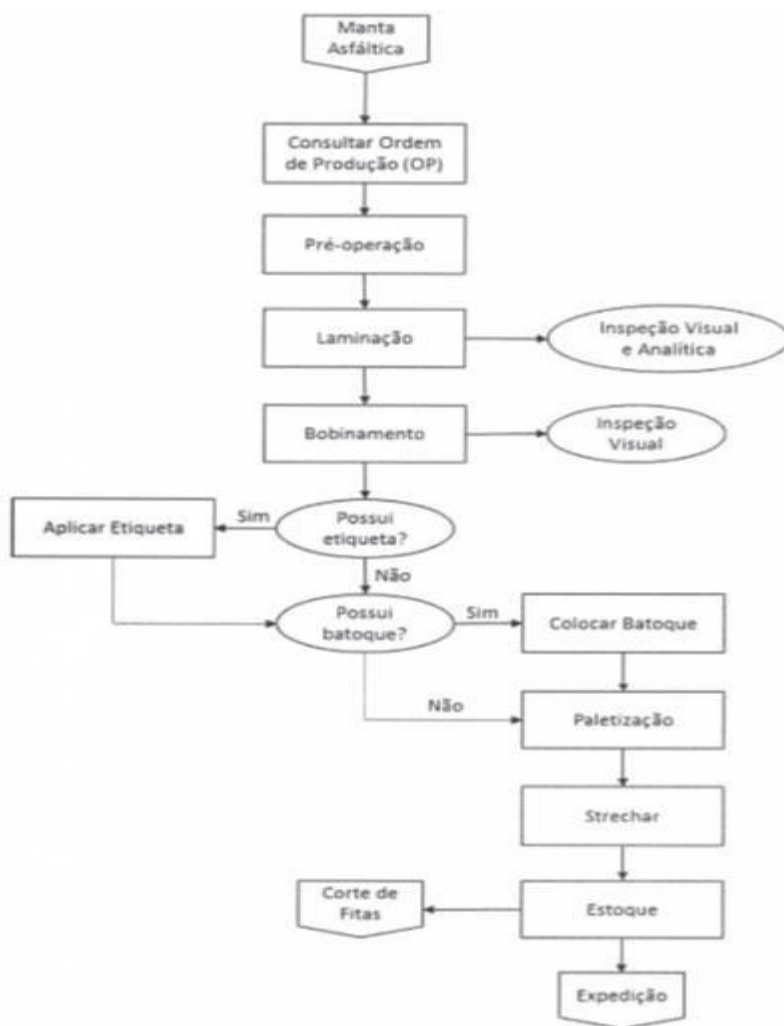 Manta
Asfáltica
Consultar Ordem
de Produção (OP)
Pré-operação
Laminação
Inspeção Visual
e Analítica
Bobinamento
Inspeção
Visual
Possui
etiqueta?
Sim
Aplicar Etiqueta
Não
Possui
batoque?
Sim
Colocar Batoque
Não
Paletização
Strechar
Estoque
Corte de
Fitas
Expedição